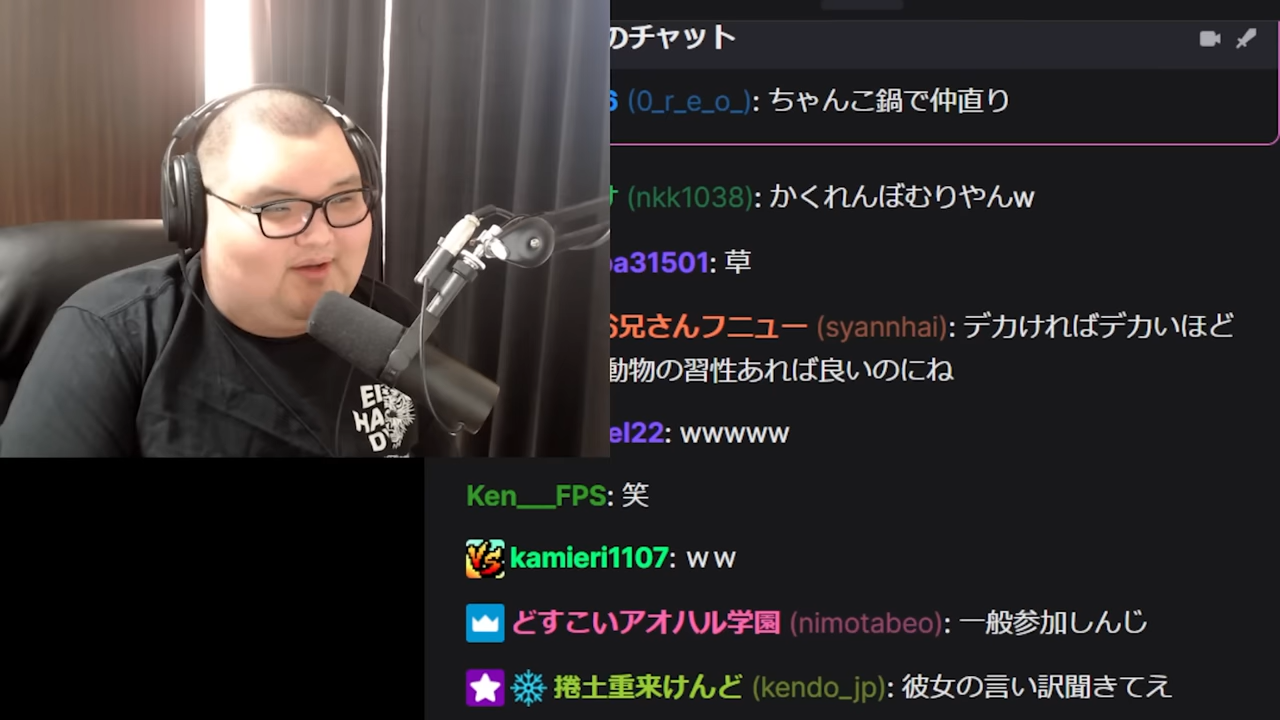 のチャット
6 (0_r_e_o_): ちゃんこ鍋で仲直り
(nkk1038): かくれんぼむりやんw
a31501: 草
お兄さんフニュー (syannhai): デカければデカいほど
動物の習性あれば良いのにね
el22: wwwww
Ken___FPS: 笑
VS kamieri1107: ｗｗ
どすこいアオハル学園 (nimotabeo): 一般参加しんじ
捲土重来けんど (kendo_jp): 彼女の言い訳聞きてえ
HA
D